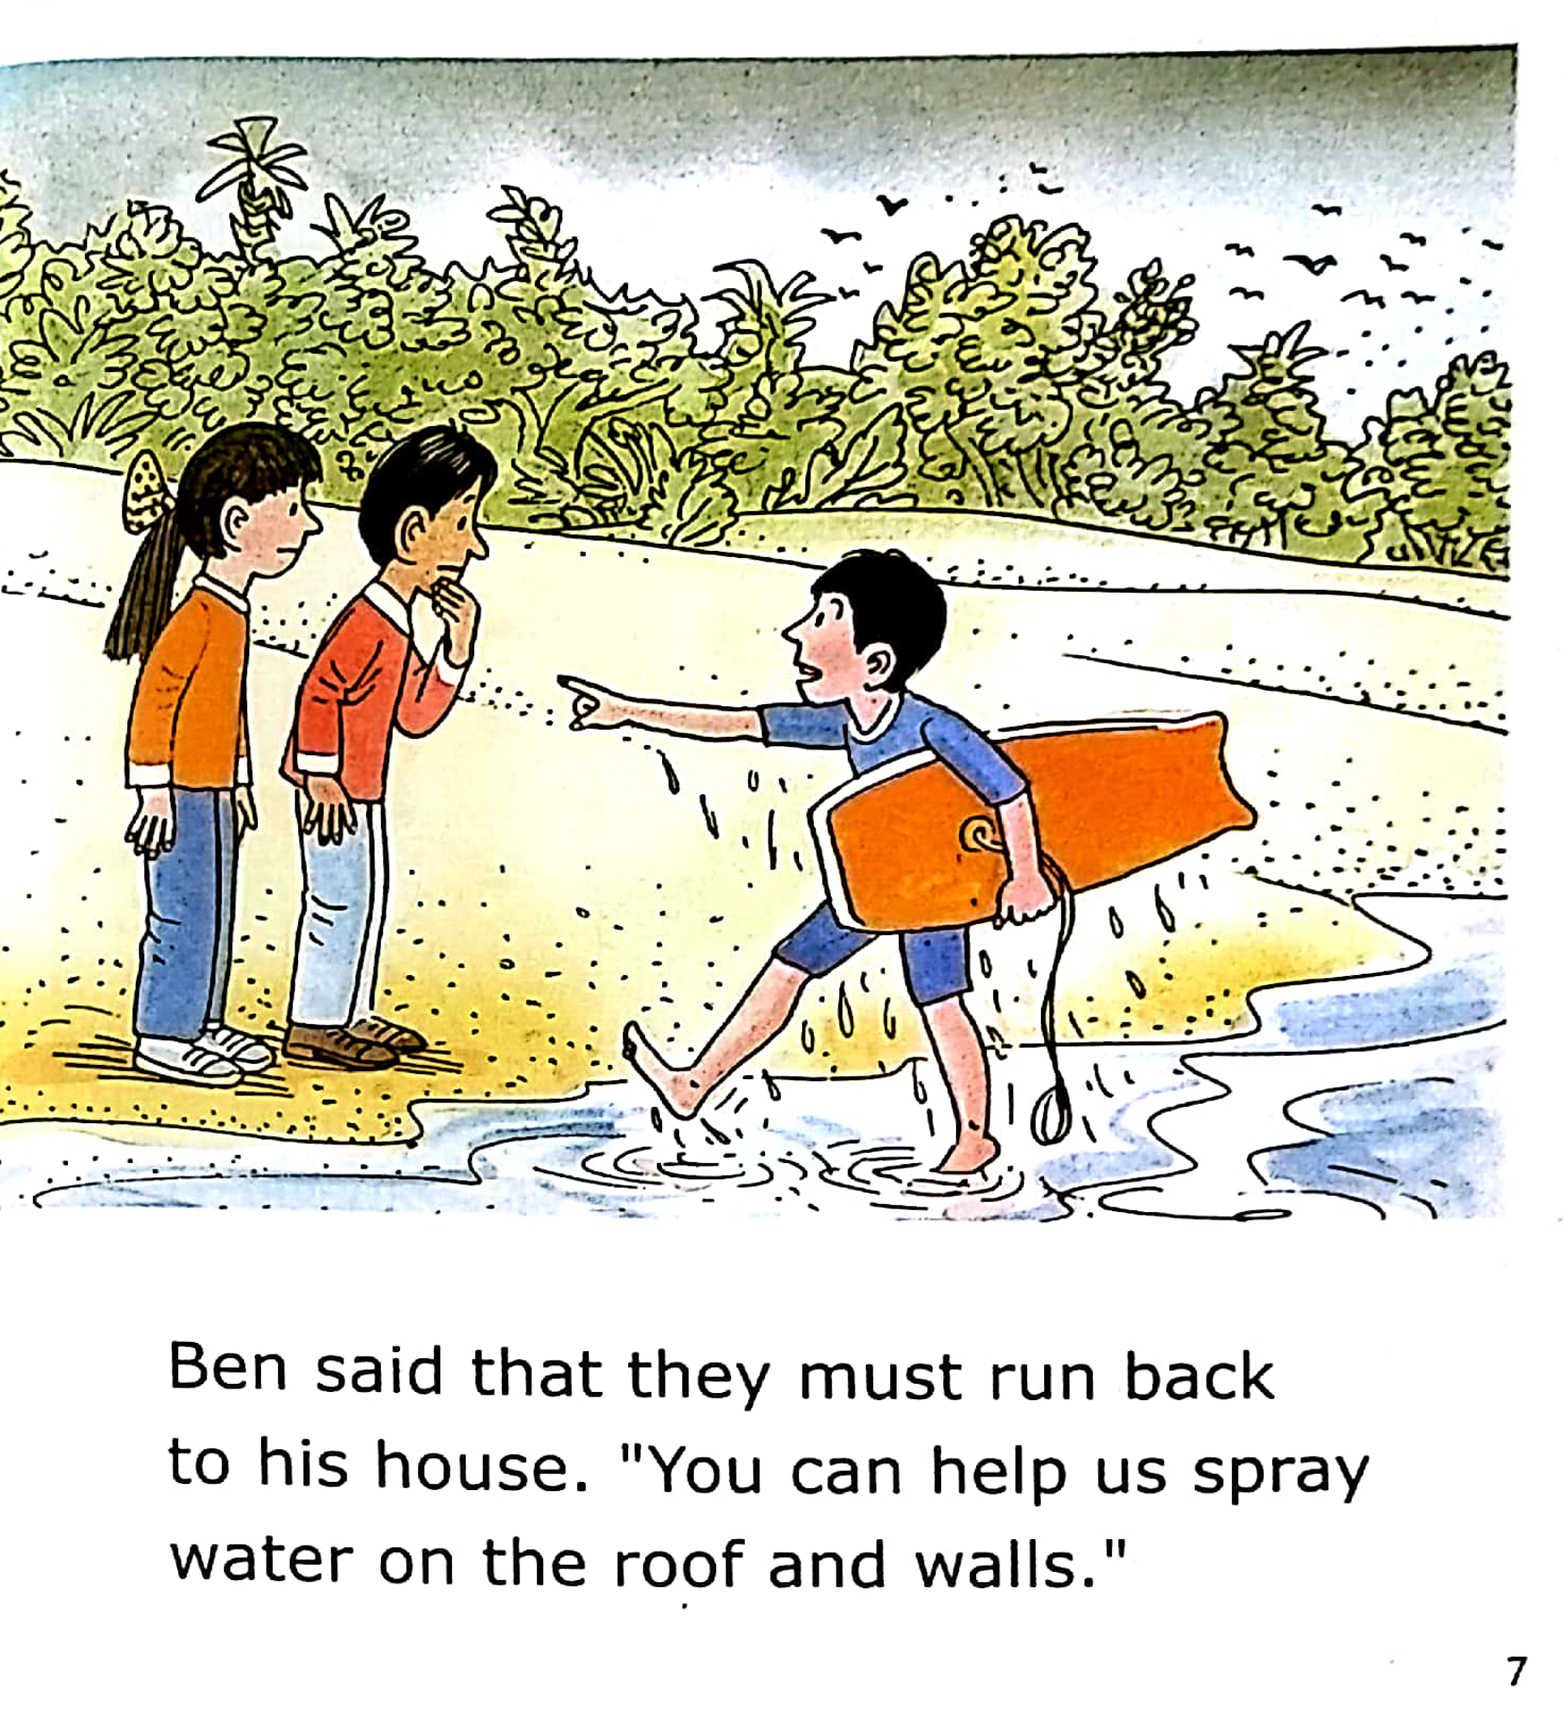 Ben said that they must run back
to his house. "You can help us spray
water on the roof and walls."
7